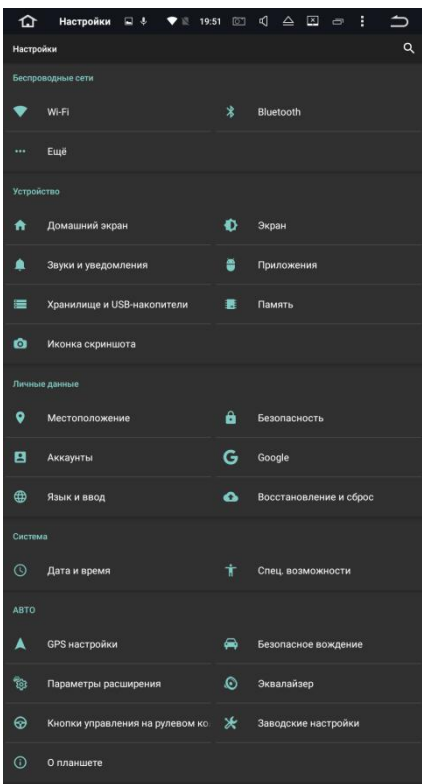 Настройки 19:51
Настройки
Беспроводные сети
Wi-Fi Bluetooth
Ещё
Устройство
Домашний экран Экран
Звуки и уведомления Приложения
Хранилище и USB-накопители Память
Иконка скриншота
Личные данные
Местоположение Безопасность
Аккаунты Google
Язык и ввод Восстановление и сброс
Система
Дата и время Спец. возможности
АВТО
GPS настройки Безопасное вождение
Параметры расширения Эквалайзер
Кнопки управления на рулевом ко Заводские настройки
О планшете